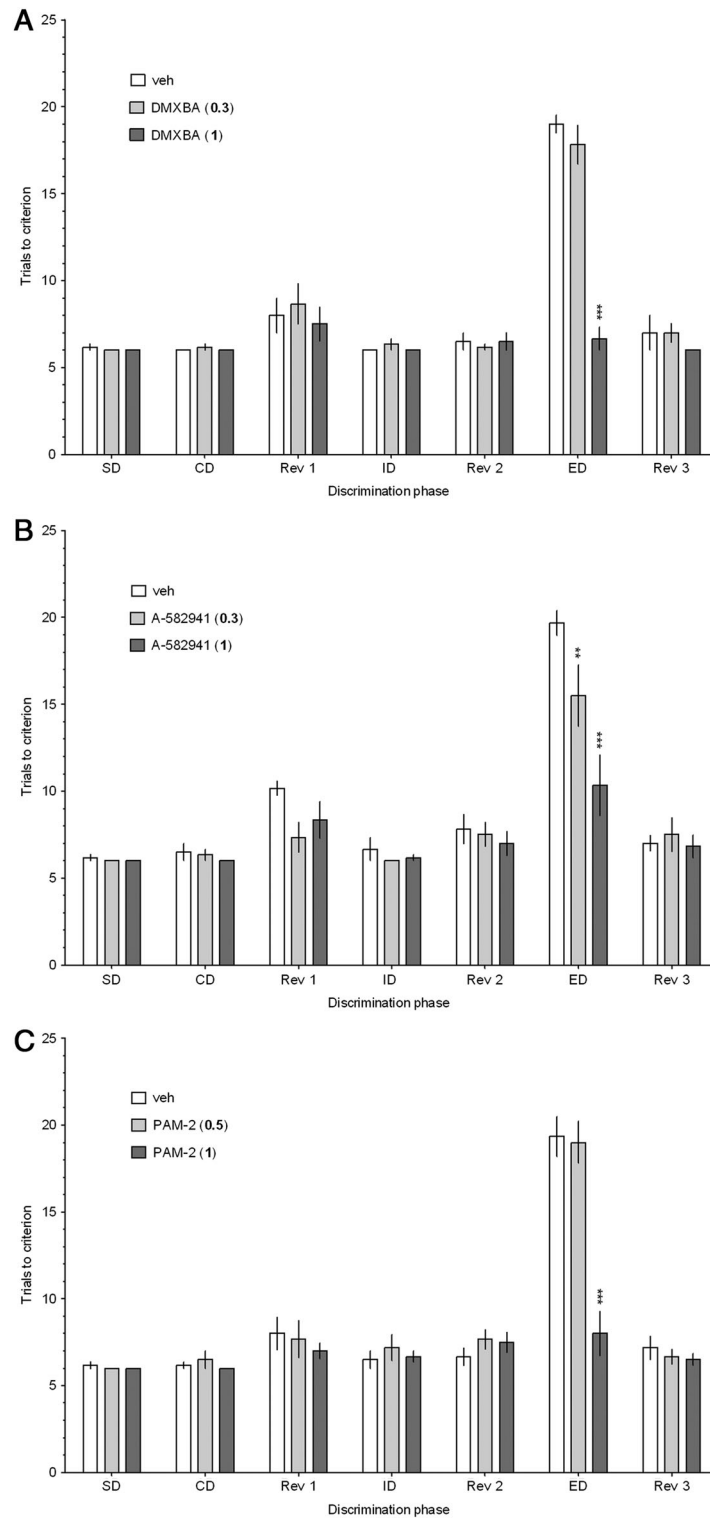 A
25
20
15
10
5
0
Trials to criterion
veh
DMXBA (0.3)
DMXBA (1)
***
SD CD Rev 1 ID Rev 2 ED Rev 3
Discrimination phase
B
25
20
15
10
5
0
Trials to criterion
veh
A-582941 (0.3)
A-582941 (1)
**
***
SD CD Rev 1 ID Rev 2 ED Rev 3
Discrimination phase
C
25
20
15
10
5
0
Trials to criterion
veh
PAM-2 (0.5)
PAM-2 (1)
***
SD CD Rev 1 ID Rev 2 ED Rev 3
Discrimination phase